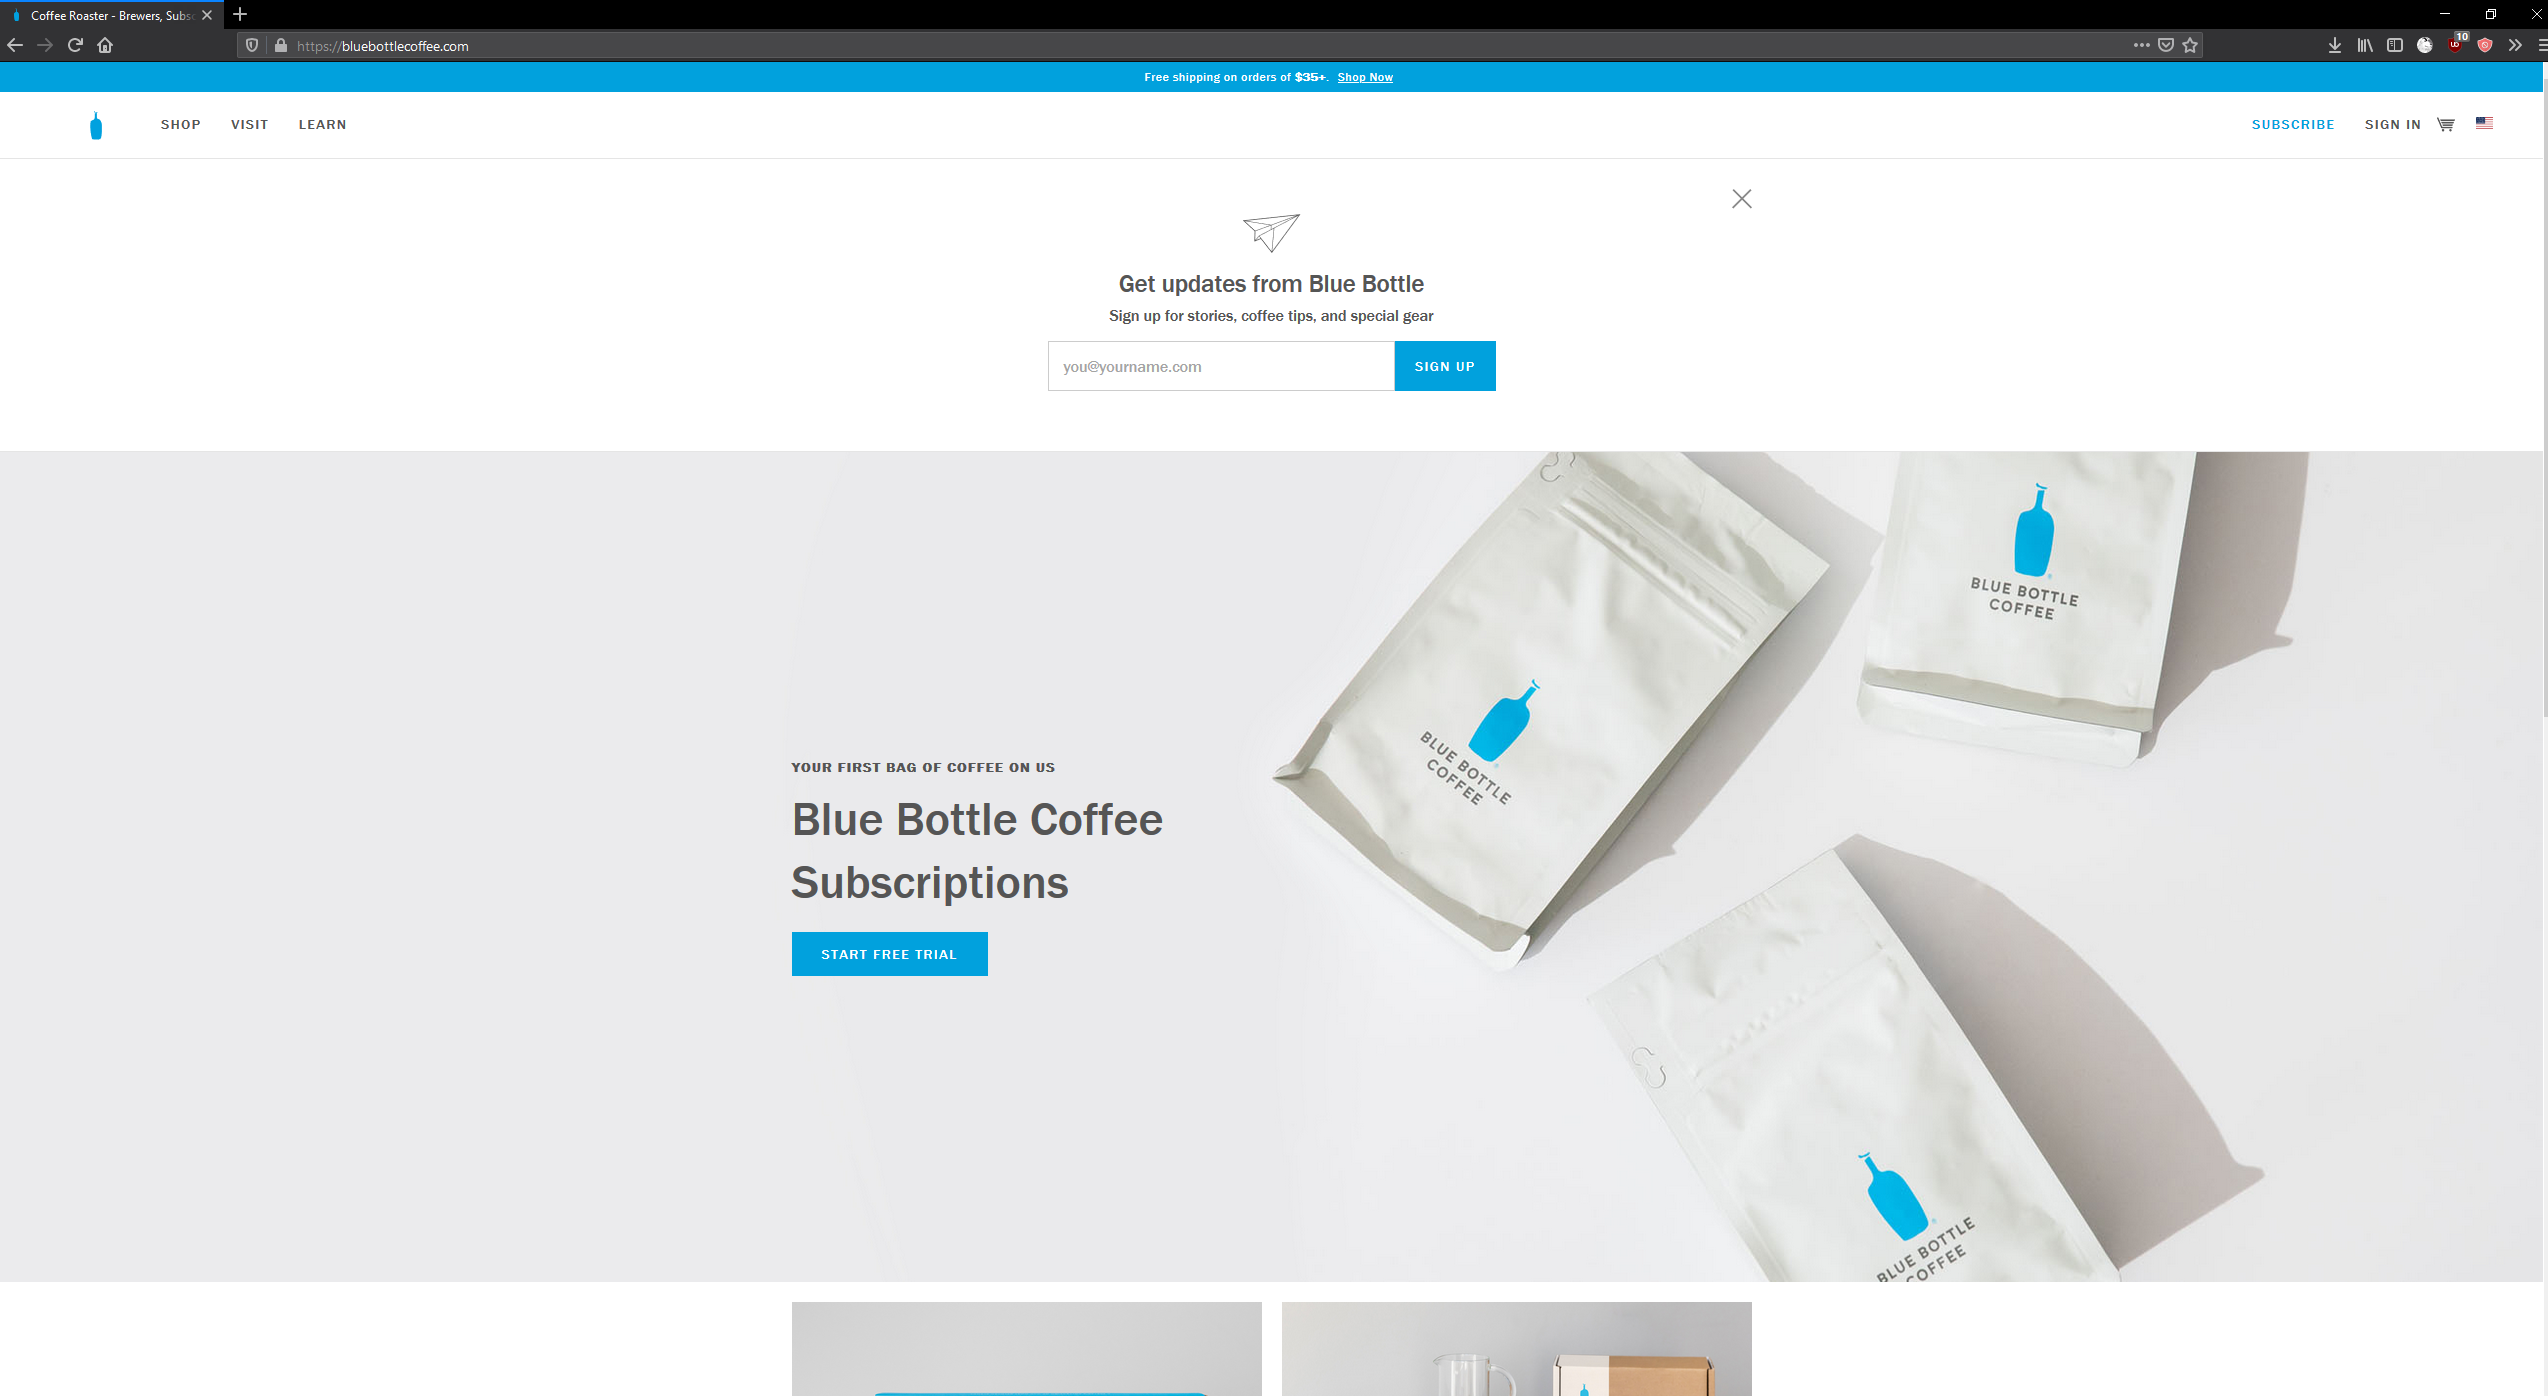 Coffee Roaster - Brewers, Subs
https://bluebottlecoffee.com
10
Free shipping on orders of $35+. Shop Now
SHOP VISIT LEARN
SUBSCRIBE SIGN IN
Get updates from Blue Bottle
Sign up for stories, coffee tips, and special gear
you@yourname.com
SIGN UP
YOUR FIRST BAG OF COFFEE ON US
Blue Bottle Coffee
Subscriptions
START FREE TRIAL
BLUE BOTTLE
COFFEE
BLUE BOTTLE
COFFEE
BLUE BOTTLE
COFFEE